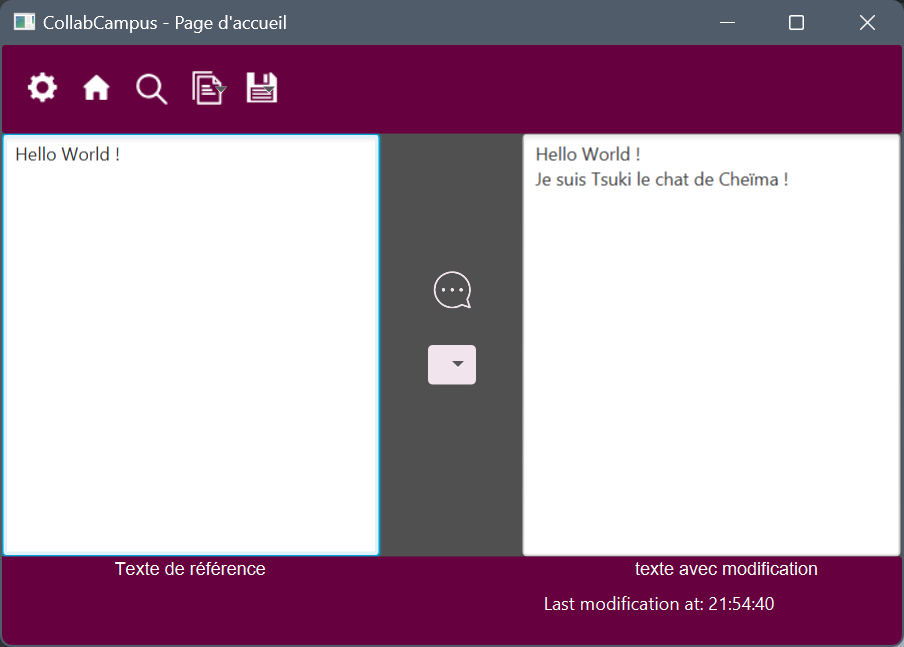 CollabCampus - Page d'accueil
Hello World !
Hello World !
Je suis Tsuki le chat de Cheïma !
Texte de référence
texte avec modification
Last modification at: 21:54:40